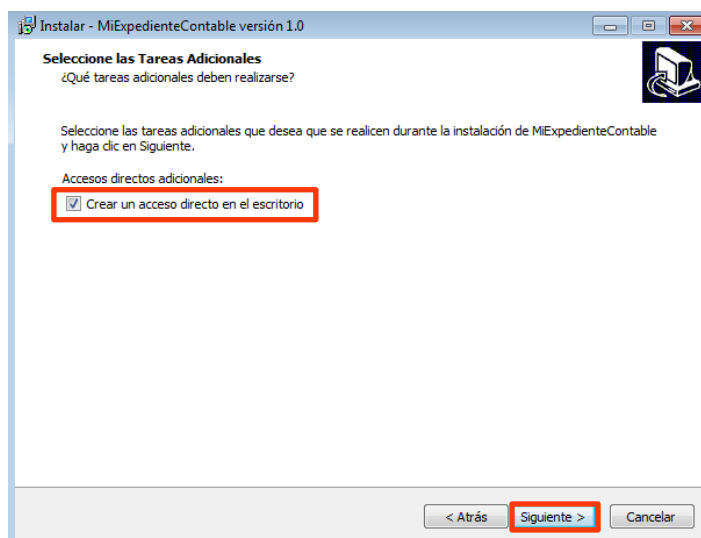 Instalar - MiExpedienteContable versión 1.0
Seleccione las Tareas Adicionales
¿Qué tareas adicionales deben realizarse?
Seleccione las tareas adicionales que desea que se realicen durante la instalación de MiExpedienteContable
y haga clic en Siguiente.
Accesos directos adicionales:
Crear un acceso directo en el escritorio
< Atrás Siguiente > Cancelar